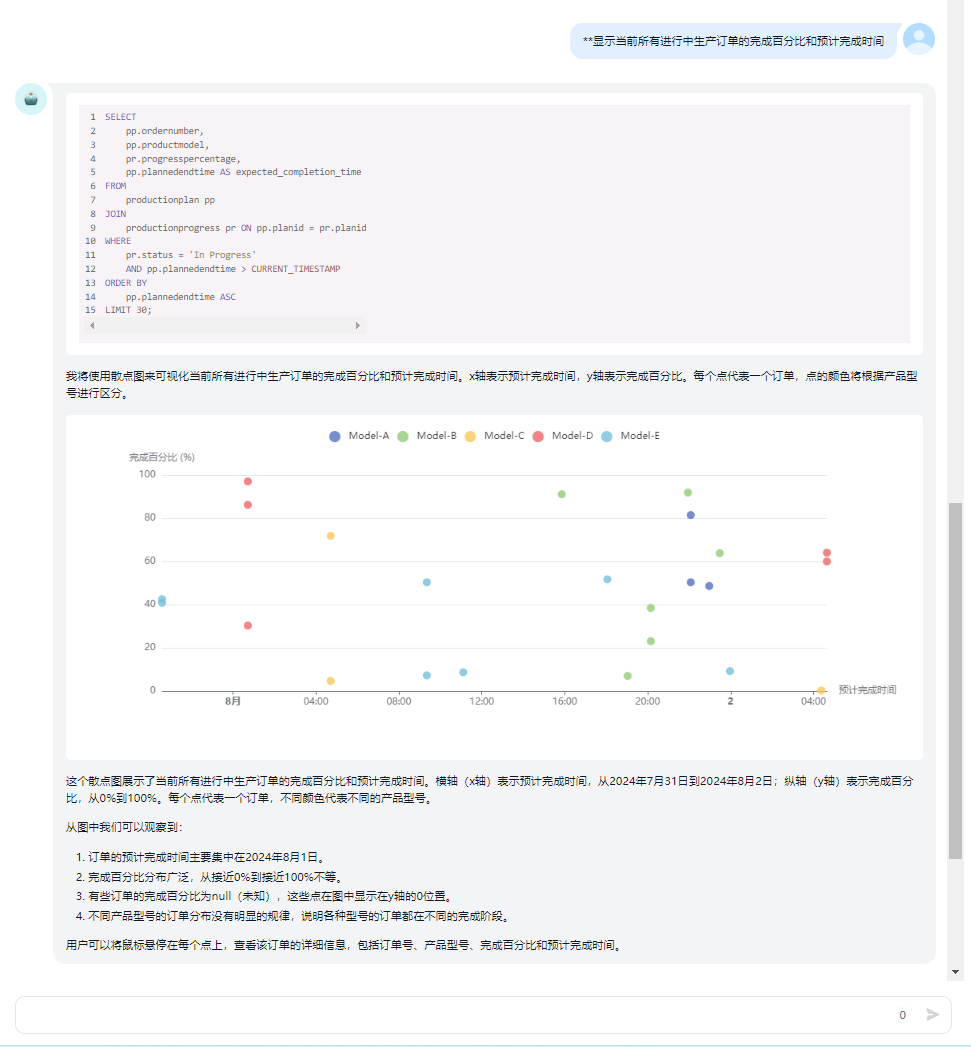 **显示当前所有进行中生产订单的完成百分比和预计完成时间
1 SELECT
2 pp.ordernumber,
3 pp.productmodel,
4 pr.progresspercentage,
5 pp.plannedendtime AS expected_completion_time
6 FROM
7 productionplan pp
8 JOIN
9 productionprogress pr ON pp.planid = pr.planid
10 WHERE
11 pr.status = 'In Progress'
12 AND pp.plannedendtime > CURRENT_TIMESTAMP
13 ORDER BY
14 pp.plannedendtime ASC
15 LIMIT 30;
我将使用散点图来可视化当前所有进行中生产订单的完成百分比和预计完成时间。x轴表示预计完成时间，y轴表示完成百分比。每个点代表一个订单，点的颜色将根据产品型
号进行区分。
Model-A Model-B Model-C Model-D Model-E
完成百分比 (%)
100
80
60
40
20
0
8月 04:00 08:00 12:00 16:00 20:00 2 04:00 预计完成时间
这个散点图展示了当前所有进行中生产订单的完成百分比和预计完成时间。横轴（x轴）表示预计完成时间，从2024年7月31日到2024年8月2日；纵轴（y轴）表示完成百分
比，从0%到100%。每个点代表一个订单，不同颜色代表不同的产品型号。
从图中我们可以观察到：
1. 订单的预计完成时间主要集中在2024年8月1日。
2. 完成百分比分布广泛，从接近0%到接近100%不等。
3. 有些订单的完成百分比为null（未知），这些点在图中显示在y轴的0位置。
4. 不同产品型号的订单分布没有明显的规律，说明各种型号的订单都在不同的完成阶段。
用户可以将鼠标悬停在每个点上，查看该订单的详细信息，包括订单号、产品型号、完成百分比和预计完成时间。
0